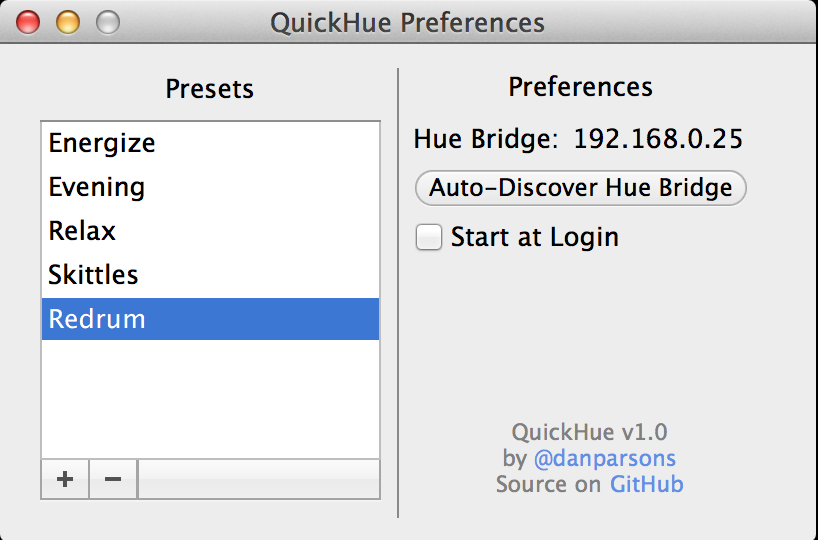 QuickHue Preferences
Presets
Energize
Evening
Relax
Skittles
Redrum
Preferences
Hue Bridge: 192.168.0.25
Auto-Discover Hue Bridge
Start at Login
QuickHue v1.0
by @danparsons
Source on GitHub